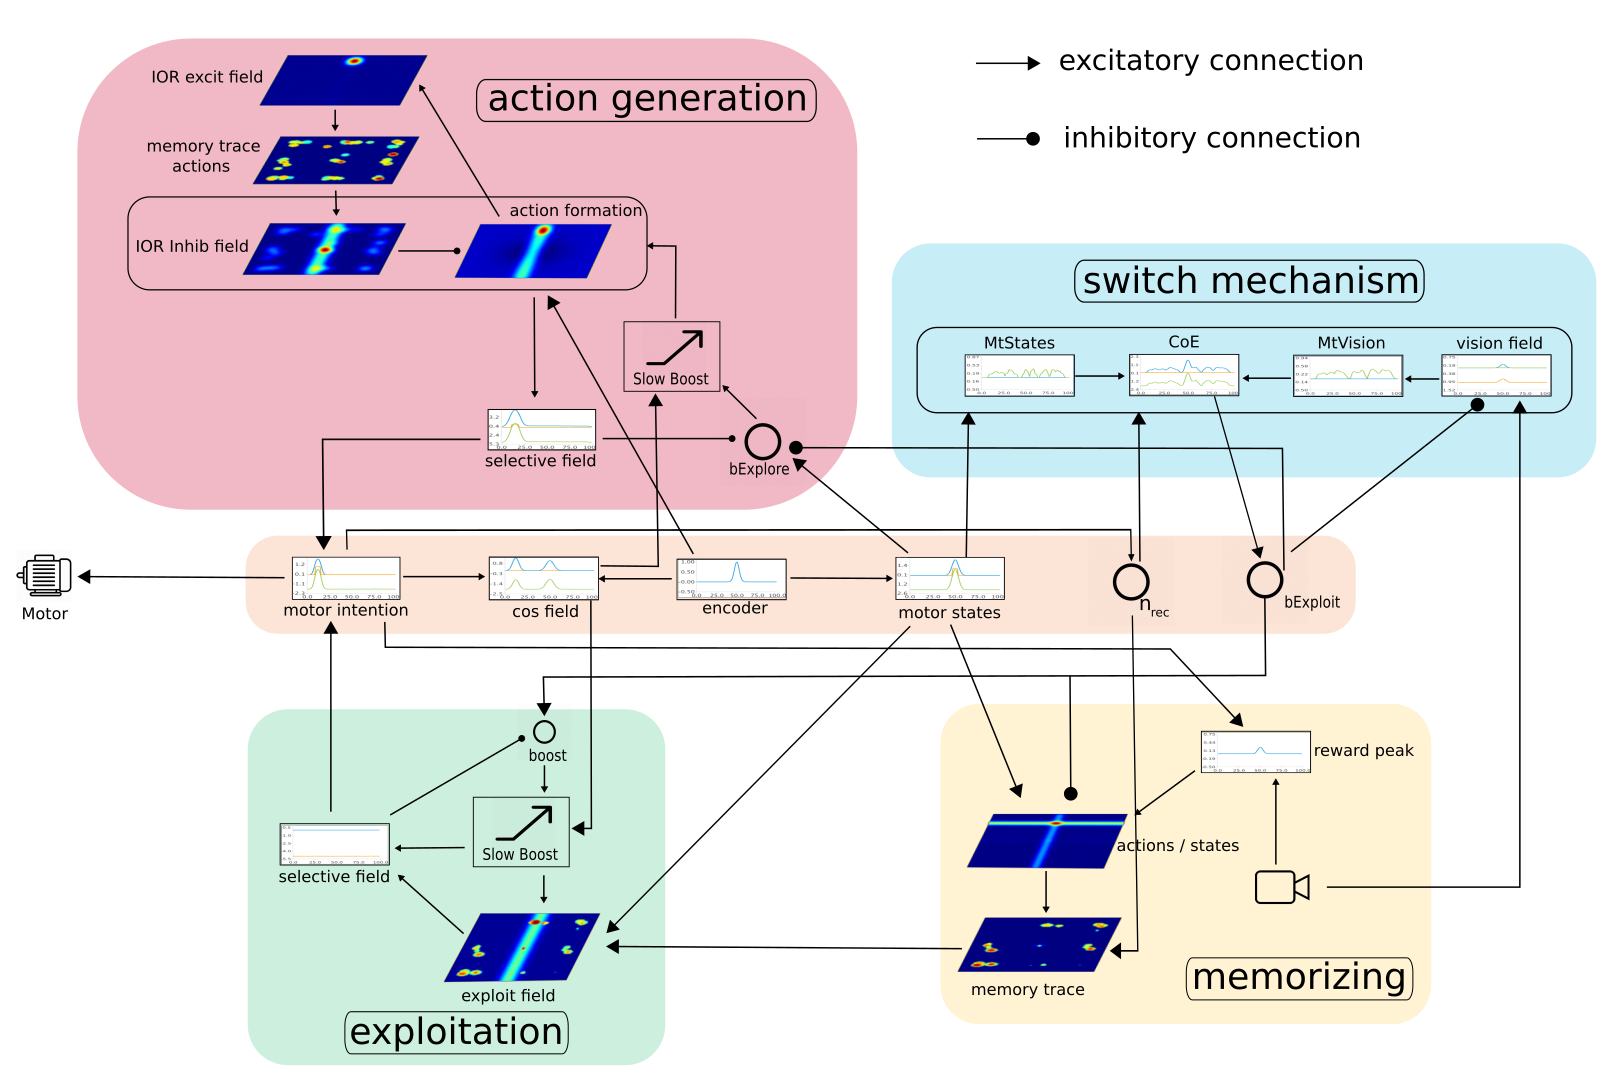 IOR excit field
action generation
excitatory connection
inhibitory connection
memory trace
actions
action formation
IOR Inhib field
switch mechanism
MtStates
CoE
MtVision
vision field
Slow Boost
selective field
bExplore
Motor
motor intention
cos field
encoder
motor states
nrec
bExploit
boost
Slow Boost
selective field
exploit field
exploitation
reward peak
actions / states
memory trace
memorizing